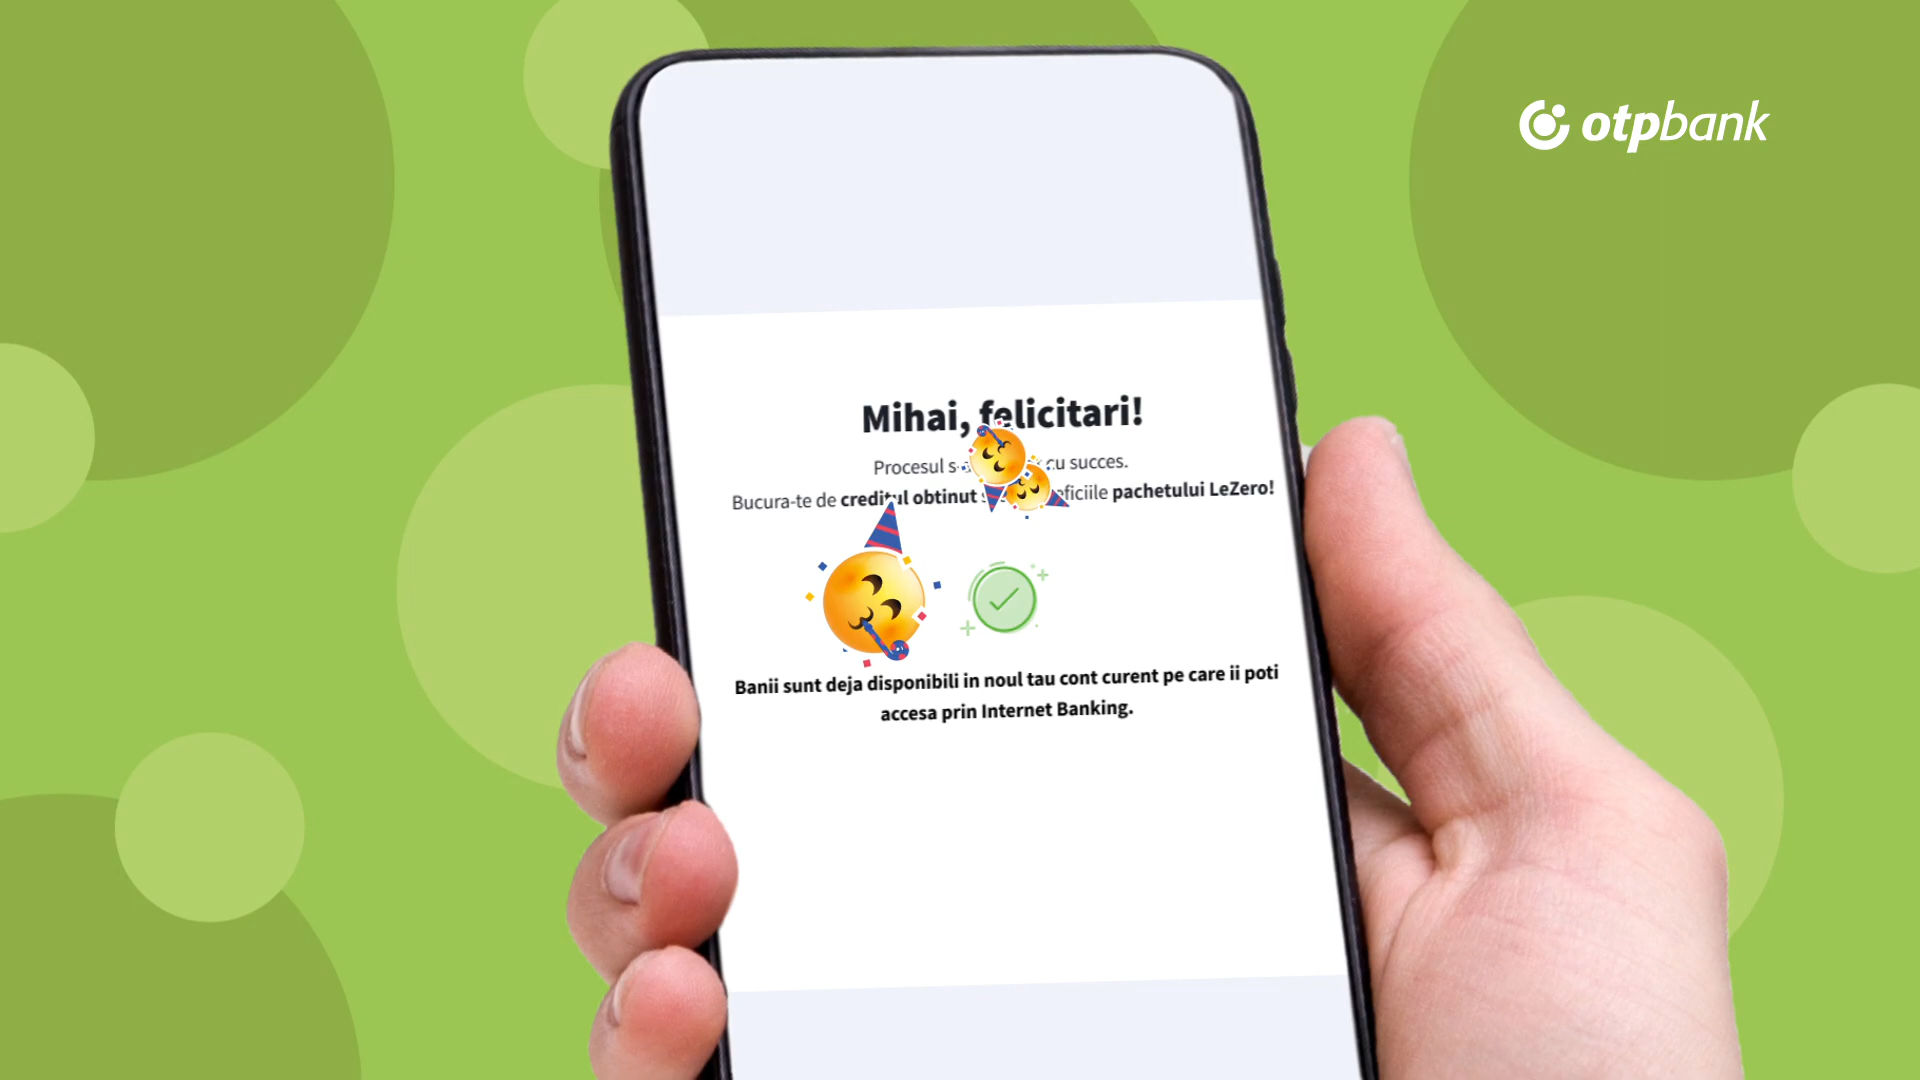 otpbank
Mihai, felicitari!
Procesul cu succes.
Bucura-te de creditul obtinut pachetului LeZero!
Banii sunt deja disponibili in noul tau cont curent pe care ii poti
accesa prin Internet Banking.